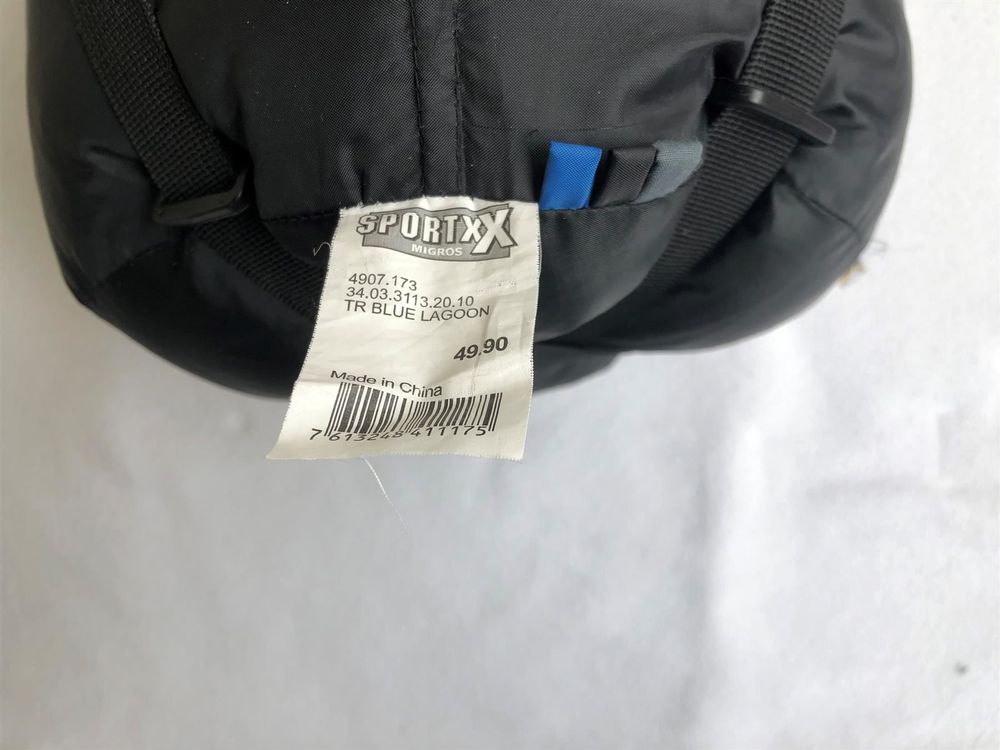 SPORTXX
MIGROS
4907.173
34.03.3113.20.10
TR BLUE LAGOON
49.90
Made in China
7 613248 411175